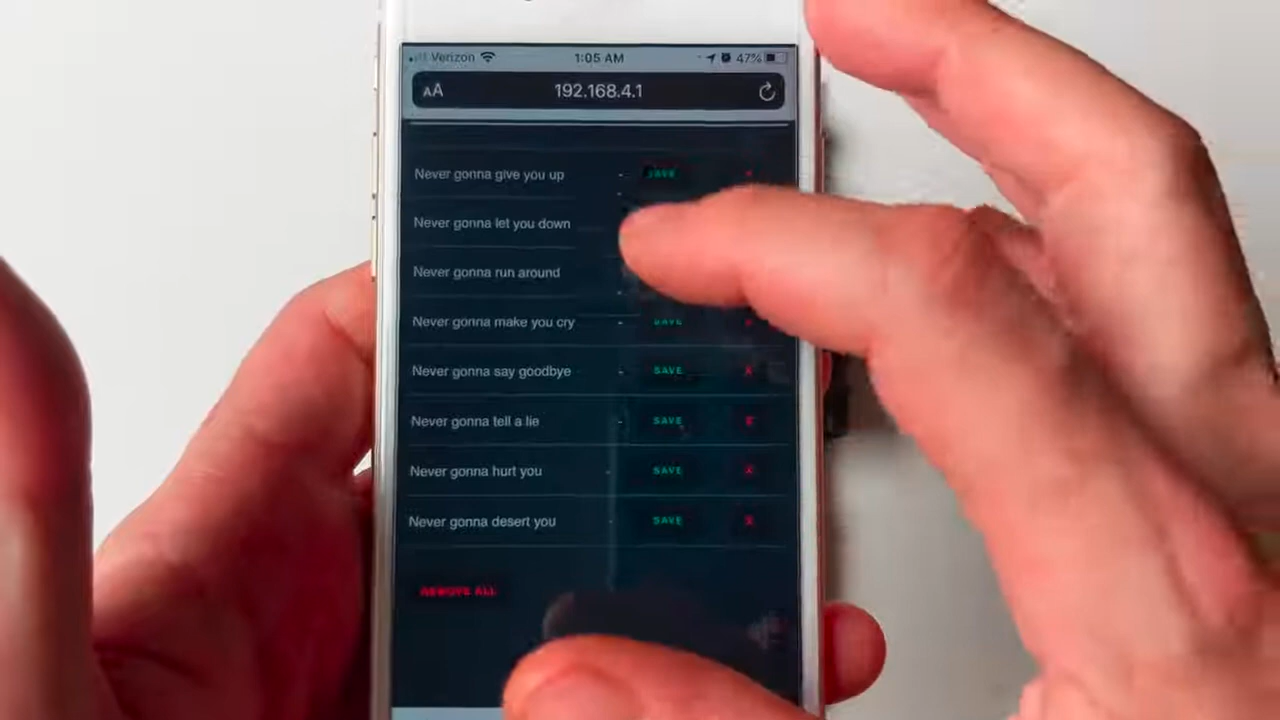 Verizon 1:05 AM 47%
AA 192.168.4.1
Never gonna give you up - SAVE X
Never gonna let you down
Never gonna run around
Never gonna make you cry - SAVE X
Never gonna say goodbye - SAVE X
Never gonna tell a lie - SAVE X
Never gonna hurt you - SAVE X
Never gonna desert you - SAVE X
REMOVE ALL